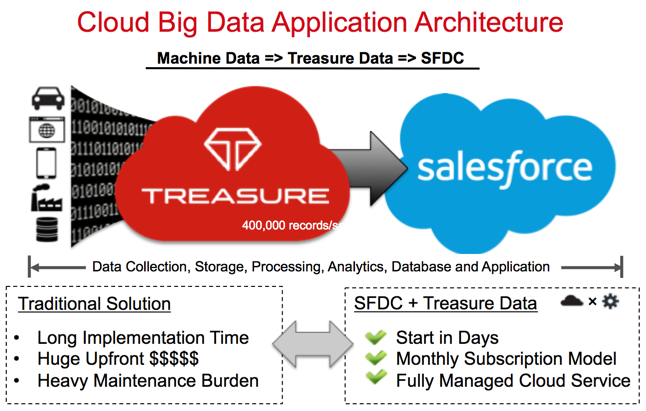 Cloud Big Data Application Architecture
Machine Data => Treasure Data => SFDC
TREASURE
salesforce
400,000 records/s
Data Collection, Storage, Processing, Analytics, Database and Application
Traditional Solution
• Long Implementation Time
• Huge Upfront $$$$$
• Heavy Maintenance Burden
SFDC + Treasure Data
×
Start in Days
Monthly Subscription Model
Fully Managed Cloud Service